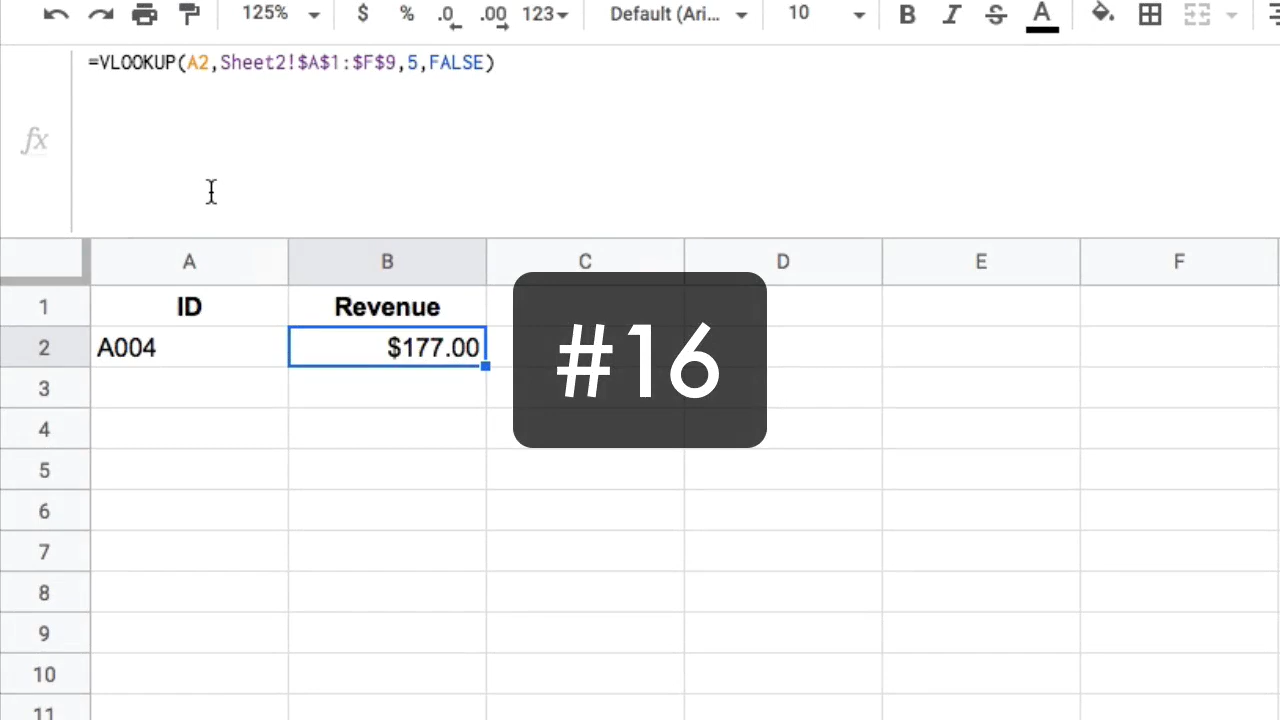 125% $ % .0 .00 123 Default (Ari... 10 B I S A
=VLOOKUP(A2,Sheet2!$A$1:$F$9,5,FALSE)
fx
A B C D E F
1 ID Revenue
2 A004 $177.00
#16
3
4
5
6
7
8
9
10
11